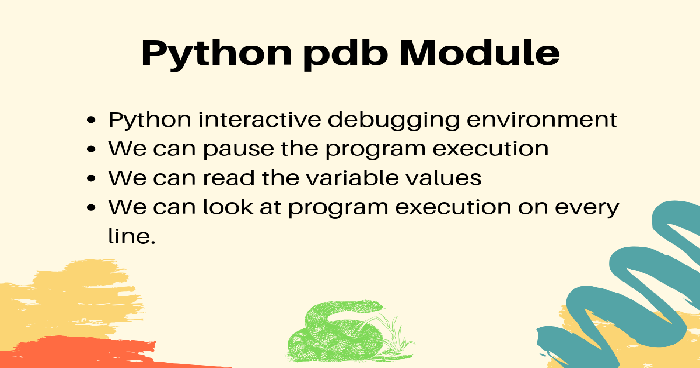 Python pdb Module
• Python interactive debugging environment
• We can pause the program execution
• We can read the variable values
• We can look at program execution on every
line.